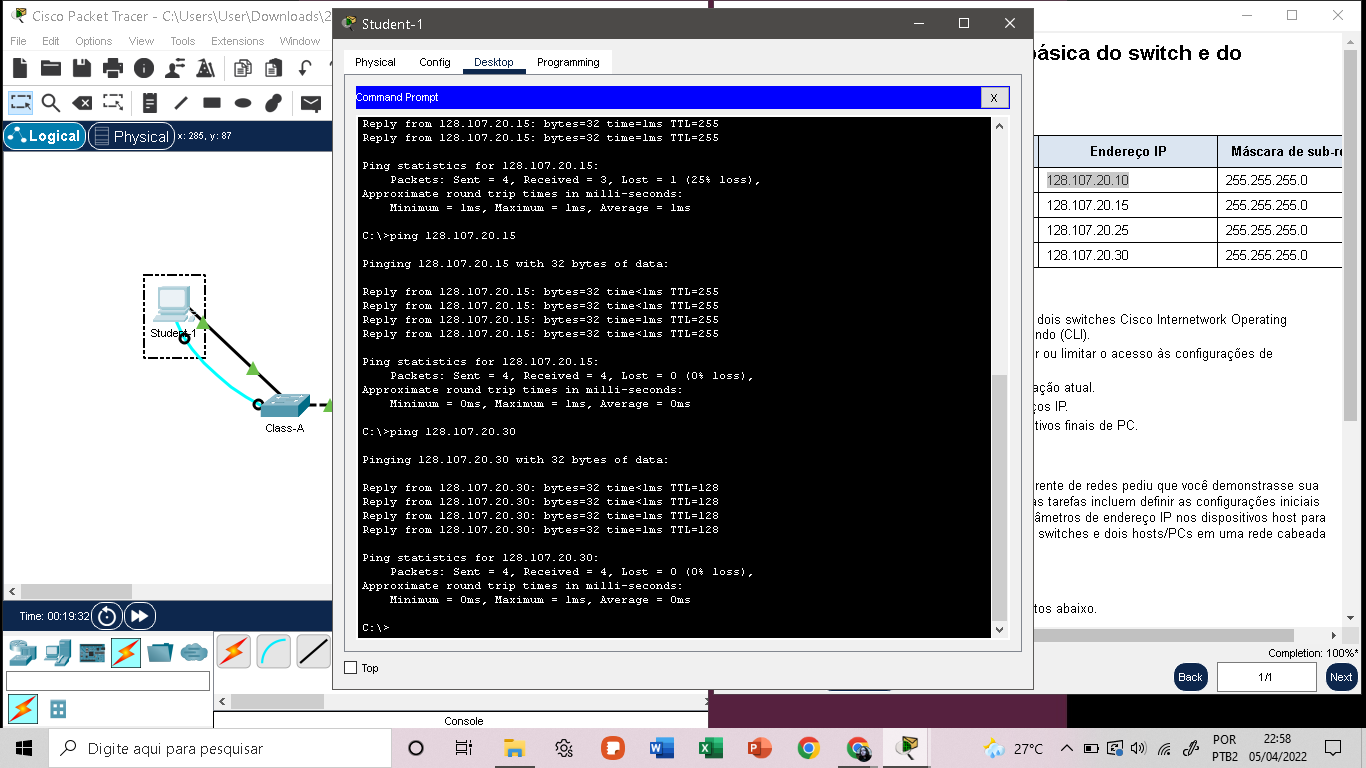 Cisco Packet Tracer - C:\Users\User\Downloads\2
File Edit Options View Tools Extensions Window
Logical
Physical
x: 285, y: 87
Student-1
Class-A
Time: 00:19:32
Console
Student-1
Physical Config Desktop Programming
Command Prompt
X
Reply from 128.107.20.15: bytes=32 time=1ms TTL=255
Reply from 128.107.20.15: bytes=32 time=1ms TTL=255
Ping statistics for 128.107.20.15:
Packets: Sent = 4, Received = 3, Lost = 1 (25% loss),
Approximate round trip times in milli-seconds:
Minimum = 1ms, Maximum = 1ms, Average = 1ms
C:\>ping 128.107.20.15
Pinging 128.107.20.15 with 32 bytes of data:
Reply from 128.107.20.15: bytes=32 time<1ms TTL=255
Reply from 128.107.20.15: bytes=32 time<1ms TTL=255
Reply from 128.107.20.15: bytes=32 time<1ms TTL=255
Reply from 128.107.20.15: bytes=32 time=1ms TTL=255
Ping statistics for 128.107.20.15:
Packets: Sent = 4, Received = 4, Lost = 0 (0% loss),
Approximate round trip times in milli-seconds:
Minimum = 0ms, Maximum = 1ms, Average = 0ms
C:\>ping 128.107.20.30
Pinging 128.107.20.30 with 32 bytes of data:
Reply from 128.107.20.30: bytes=32 time<1ms TTL=128
Reply from 128.107.20.30: bytes=32 time<1ms TTL=128
Reply from 128.107.20.30: bytes=32 time=1ms TTL=128
Reply from 128.107.20.30: bytes=32 time=1ms TTL=128
Ping statistics for 128.107.20.30:
Packets: Sent = 4, Received = 4, Lost = 0 (0% loss),
Approximate round trip times in milli-seconds:
Minimum = 0ms, Maximum = 1ms, Average = 0ms
C:\>
Top
básica do switch e do
Endereço IP Máscara de sub-re
128.107.20.10 255.255.255.0
128.107.20.15 255.255.255.0
128.107.20.25 255.255.255.0
128.107.20.30 255.255.255.0
dois switches Cisco Internetwork Operating
ndo (CLI).
r ou limitar o acesso às configurações de
ação atual.
ços IP.
itivos finais de PC.
rente de redes pediu que você demonstrasse sua
as tarefas incluem definir as configurações iniciais
râmetros de endereço IP nos dispositivos host para
switches e dois hosts/PCs em uma rede cabeada
tos abaixo.
Completion: 100%*
Back 1/1 Next
Digite aqui para pesquisar
27°C
POR
PTB2
22:58
05/04/2022